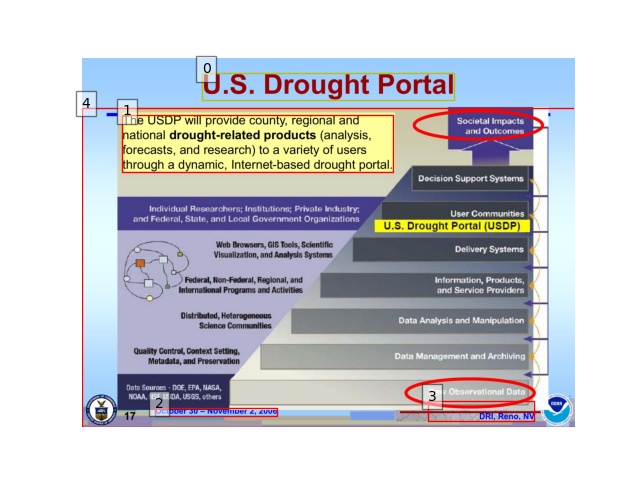 0
U.S. Drought Portal
4
1
The USDP will provide county, regional and
national drought-related products (analysis,
forecasts, and research) to a variety of users
through a dynamic, Internet-based drought portal.
Societal Impacts
and Outcomes
Decision Support Systems
Individual Researchers; Institutions; Private Industry;
and Federal, State, and Local Government Organizations
User Communities
U.S. Drought Portal (USDP)
Web Browsers, GIS Tools, Scientific
Visualization, and Analysis Systems
Delivery Systems
Federal, Non-Federal, Regional, and
International Programs and Activities
Information, Products,
and Service Providers
Distributed, Heterogeneous
Science Communities
Data Analysis and Manipulation
Quality Control, Context Setting,
Metadata, and Preservation
Data Management and Archiving
Data Sources - DOE, EPA, NASA,
NOAA, USDA, USGS, others
Observational Data
2
3
17
October 30 – November 2, 2006
DRI, Reno, NV